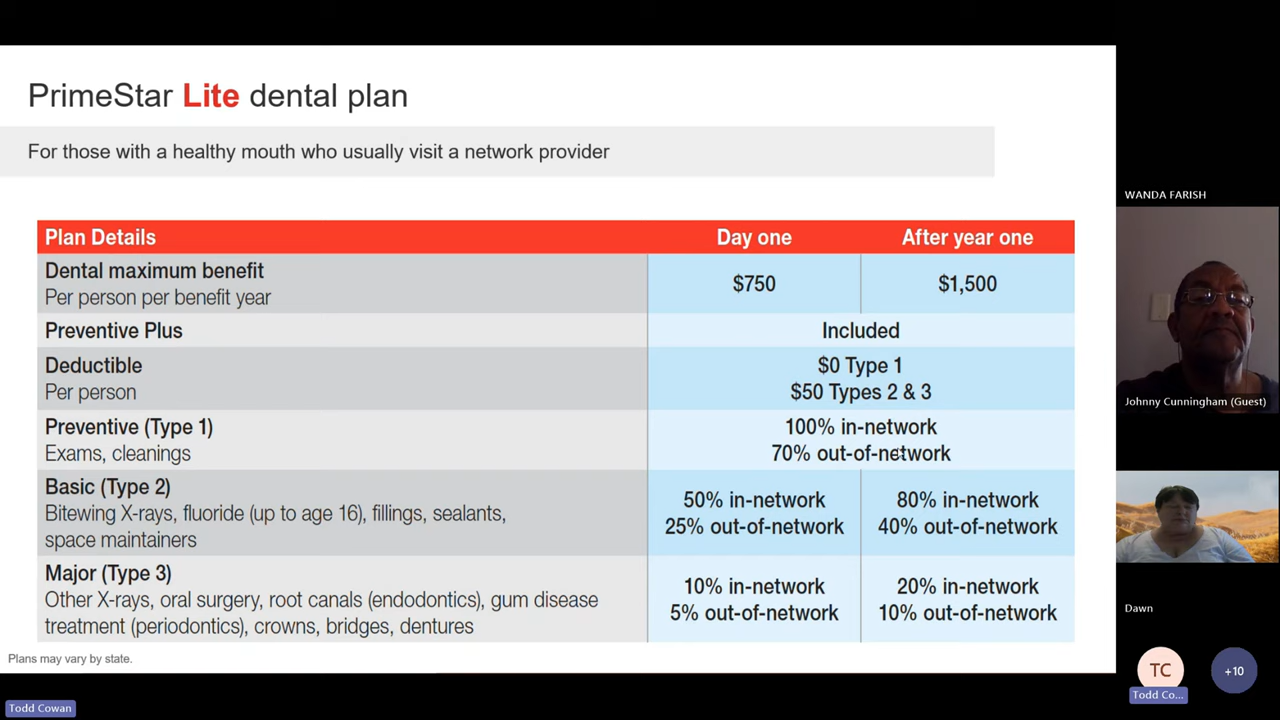 PrimeStar Lite dental plan
For those with a healthy mouth who usually visit a network provider
Plan Details Day one After year one
Dental maximum benefit
Per person per benefit year
$750 $1,500
Preventive Plus Included
Deductible
Per person
$0 Type 1
$50 Types 2 & 3
Preventive (Type 1)
Exams, cleanings
100% in-network
70% out-of-network
Basic (Type 2)
Bitewing X-rays, fluoride (up to age 16), fillings, sealants,
space maintainers
50% in-network
25% out-of-network
80% in-network
40% out-of-network
Major (Type 3)
Other X-rays, oral surgery, root canals (endodontics), gum disease
treatment (periodontics), crowns, bridges, dentures
10% in-network
5% out-of-network
20% in-network
10% out-of-network
Plans may vary by state.
Todd Cowan
WANDA FARISH
Johnny Cunningham (Guest)
Dawn
TC
Todd Co...
+10